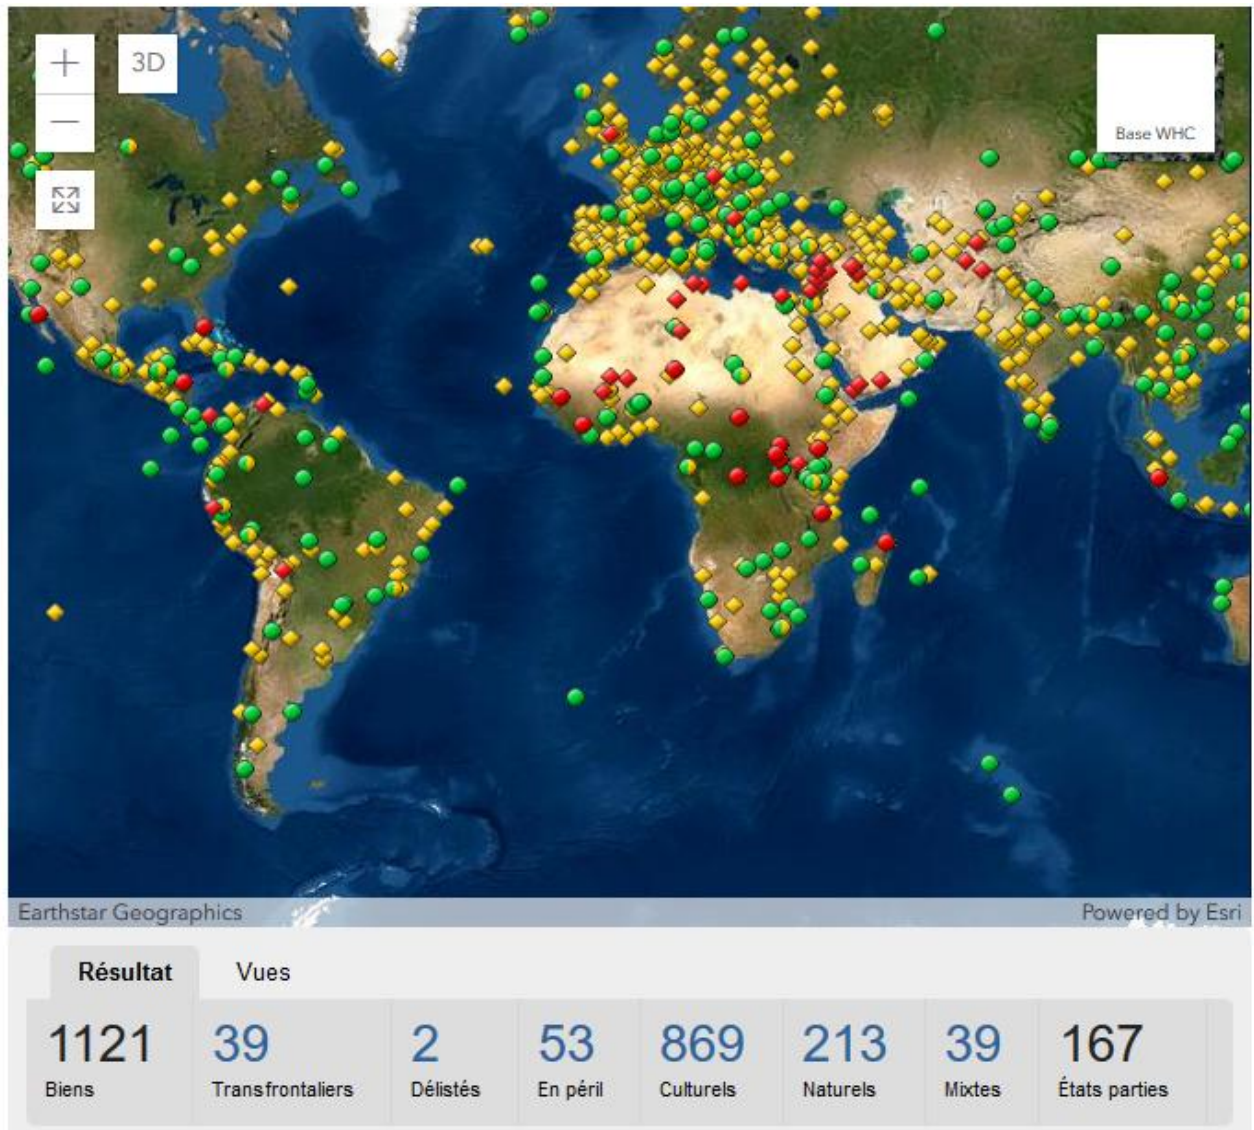 +
3D
−
Base WHC
Earthstar Geographics
Powered by Esri
Résultat
Vues
1121
Biens
39
Transfrontaliers
2
Délistés
53
En péril
869
Culturels
213
Naturels
39
Mixtes
167
États parties